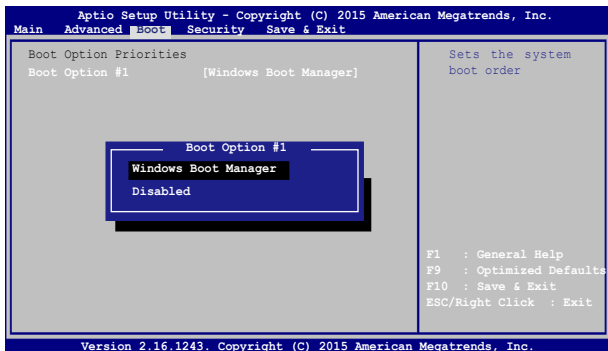 Aptio Setup Utility - Copyright (C) 2015 American Megatrends, Inc.
Main Advanced Boot Security Save & Exit
Boot Option Priorities
Boot Option #1 [Windows Boot Manager]
Sets the system
boot order
Boot Option #1
Windows Boot Manager
Disabled
F1 : General Help
F9 : Optimized Defaults
F10 : Save & Exit
ESC/Right Click : Exit
Version 2.16.1243. Copyright (C) 2015 American Megatrends, Inc.